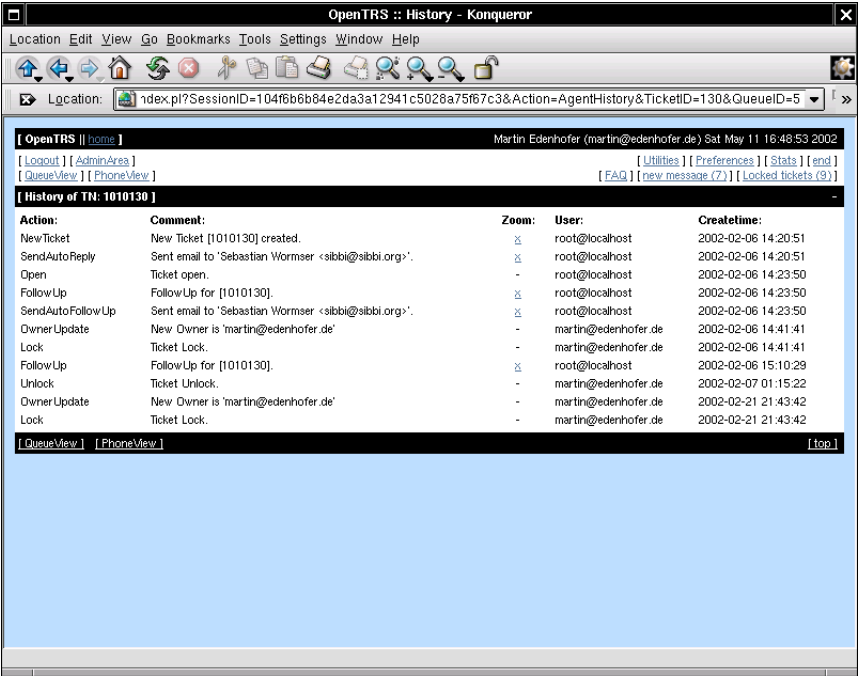 OpenTRS :: History - Konqueror
Location Edit View Go Bookmarks Tools Settings Window Help
Location: ndex.pl?SessionID=104f6b6b84e2da3a12941c5028a75f67c3&Action=AgentHistory&TicketID=130&QueueID=5
[ OpenTRS || home ] Martin Edenhofer (martin@edenhofer.de) Sat May 11 16:48:53 2002
[ Logout ] [ AdminArea ] [ Utilities ] [ Preferences ] [ Stats ] [ end ]
[ QueueView ] [ PhoneView ] [ FAQ ] [ new message (7) ] [ Locked tickets (9) ]
[ History of TN: 1010130 ] -
Action: Comment: Zoom: User: Createtime:
NewTicket New Ticket [1010130] created. x root@localhost 2002-02-06 14:20:51
SendAutoReply Sent email to 'Sebastian Wormser <sibbi@sibbi.org>'. x root@localhost 2002-02-06 14:20:51
Open Ticket open. - root@localhost 2002-02-06 14:23:50
FollowUp FollowUp for [1010130]. x root@localhost 2002-02-06 14:23:50
SendAutoFollowUp Sent email to 'Sebastian Wormser <sibbi@sibbi.org>'. x root@localhost 2002-02-06 14:23:50
OwnerUpdate New Owner is 'martin@edenhofer.de' - martin@edenhofer.de 2002-02-06 14:41:41
Lock Ticket Lock. - martin@edenhofer.de 2002-02-06 14:41:41
FollowUp FollowUp for [1010130]. x root@localhost 2002-02-06 15:10:29
Unlock Ticket Unlock. - martin@edenhofer.de 2002-02-07 01:15:22
OwnerUpdate New Owner is 'martin@edenhofer.de' - martin@edenhofer.de 2002-02-21 21:43:42
Lock Ticket Lock. - martin@edenhofer.de 2002-02-21 21:43:42
[ QueueView ] [ PhoneView ] [ top ]